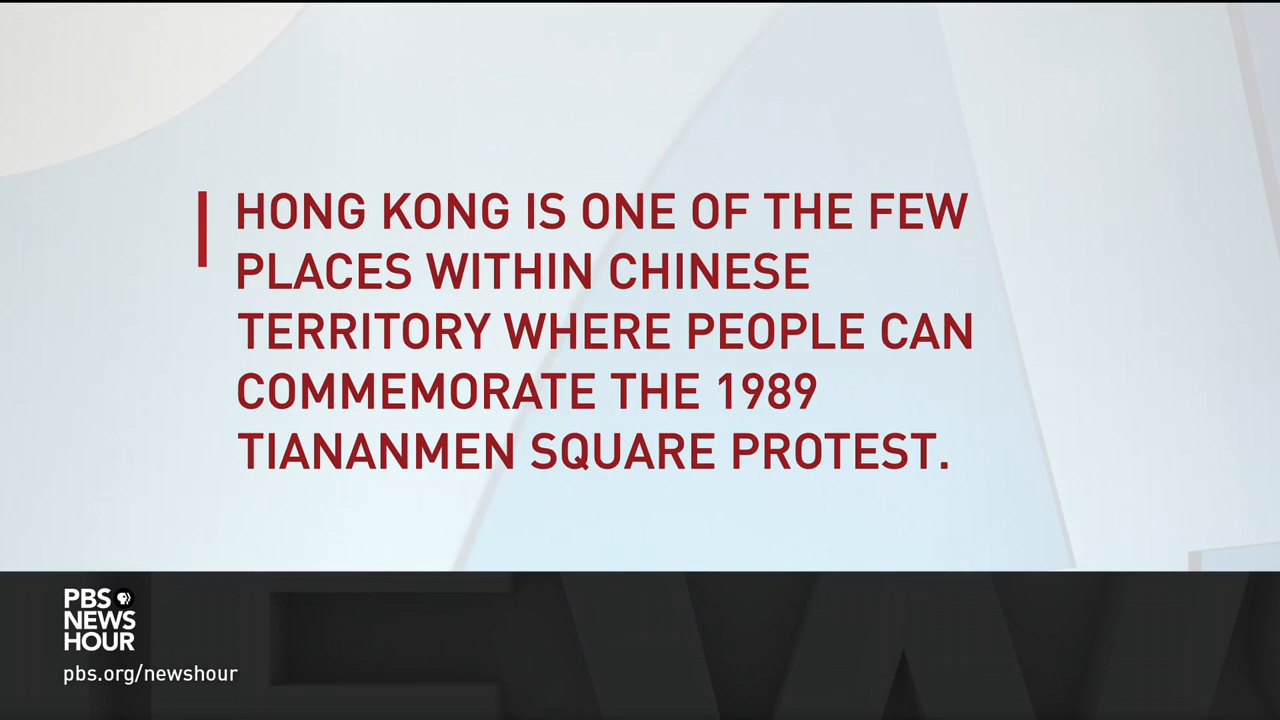 HONG KONG IS ONE OF THE FEW
PLACES WITHIN CHINESE
TERRITORY WHERE PEOPLE CAN
COMMEMORATE THE 1989
TIANANMEN SQUARE PROTEST.
PBS
NEWS
HOUR
pbs.org/newshour